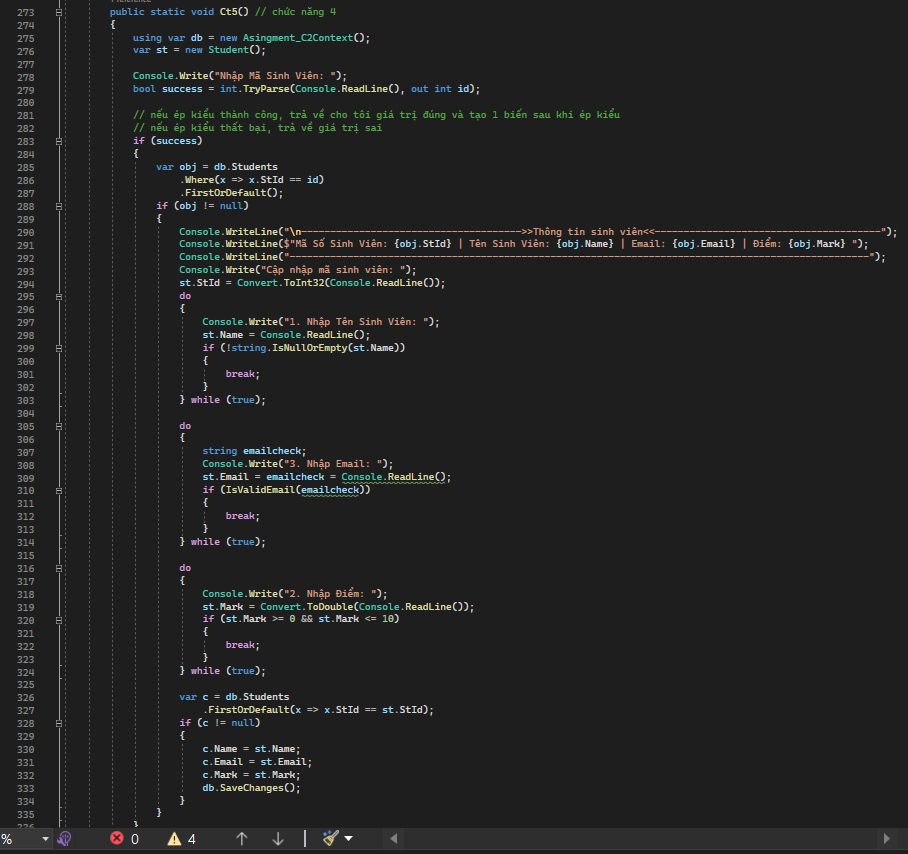 273 public static void Ct5() // chức năng 4
274 {
275 using var db = new Asingment_C2Context();
276 var st = new Student();
277
278 Console.Write("Nhập Mã Sinh Viên: ");
279 bool success = int.TryParse(Console.ReadLine(), out int id);
280
281 // nếu ép kiểu thành công, trả về cho tôi giá trị đúng và tạo 1 biến sau khi ép kiểu
282 // nếu ép kiểu thất bại, trả về giá trị sai
283 if (success)
284 {
285 var obj = db.Students
286 .Where(x => x.StId == id)
287 .FirstOrDefault();
288 if (obj != null)
289 {
290 Console.WriteLine("\n--------------------------------------->>Thông tin sinh viên<<---------------------------------------");
291 Console.WriteLine($"Mã Số Sinh Viên: {obj.StId} | Tên Sinh Viên: {obj.Name} | Email: {obj.Email} | Điểm: {obj.Mark} ");
292 Console.WriteLine("----------------------------------------------------------------------------------------------------");
293 Console.Write("Cập nhập mã sinh viên: ");
294 st.StId = Convert.ToInt32(Console.ReadLine());
295 do
296 {
297 Console.Write("1. Nhập Tên Sinh Viên: ");
298 st.Name = Console.ReadLine();
299 if (!string.IsNullOrEmpty(st.Name))
300 {
301 break;
302 }
303 } while (true);
304
305 do
306 {
307 string emailcheck;
308 Console.Write("3. Nhập Email: ");
309 st.Email = emailcheck = Console.ReadLine();
310 if (IsValidEmail(emailcheck))
311 {
312 break;
313 }
314 } while (true);
315
316 do
317 {
318 Console.Write("2. Nhập Điểm: ");
319 st.Mark = Convert.ToDouble(Console.ReadLine());
320 if (st.Mark >= 0 && st.Mark <= 10)
321 {
322 break;
323 }
324 } while (true);
325
326 var c = db.Students
327 .FirstOrDefault(x => x.StId == st.StId);
328 if (c != null)
329 {
330 c.Name = st.Name;
331 c.Email = st.Email;
332 c.Mark = st.Mark;
333 db.SaveChanges();
334 }
335 }
336 }
% 0 4